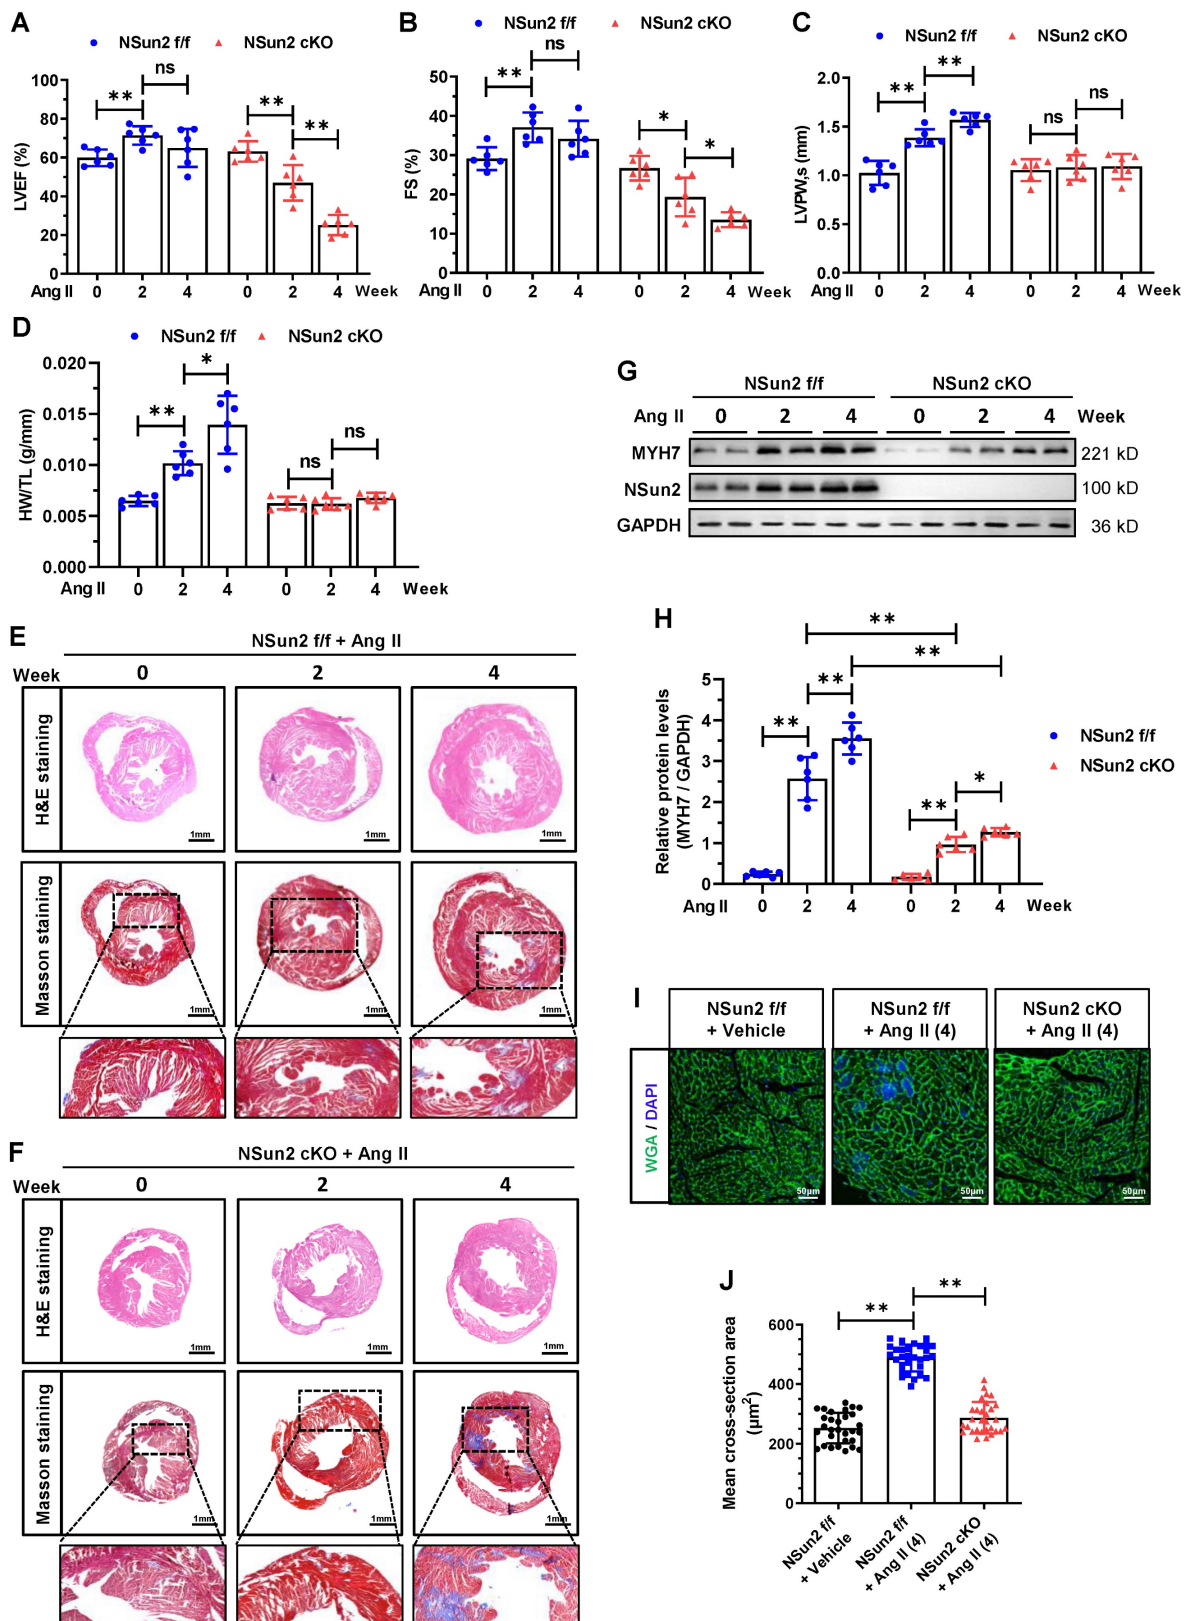 A
NSun2 f/f
NSun2 cKO
LVEF (%)
100
80
60
40
20
0
**
ns
**
**
Ang II
0
2
4
0
2
4
Week
B
NSun2 f/f
NSun2 cKO
FS (%)
50
40
30
20
10
0
**
ns
*
*
Ang II
0
2
4
0
2
4
Week
C
NSun2 f/f
NSun2 cKO
LVPW,s (mm)
2.0
1.5
1.0
0.5
0.0
**
**
ns
ns
Ang II
0
2
4
0
2
4
Week
D
NSun2 f/f
NSun2 cKO
HW/TL (g/mm)
0.020
0.015
0.010
0.005
0.000
**
*
ns
ns
Ang II
0
2
4
0
2
4
Week
G
NSun2 f/f
NSun2 cKO
Ang II
0
2
4
0
2
4
Week
MYH7
221 kD
NSun2
100 kD
GAPDH
36 kD
E
NSun2 f/f + Ang II
Week
0
2
4
H&E staining
1mm
1mm
1mm
Masson staining
1mm
1mm
1mm
H
Relative protein levels
(MYH7 / GAPDH)
5
4
3
2
1
0
**
**
**
**
**
*
NSun2 f/f
NSun2 cKO
Ang II
0
2
4
0
2
4
Week
I
NSun2 f/f
+ Vehicle
NSun2 f/f
+ Ang II (4)
NSun2 cKO
+ Ang II (4)
WGA / DAPI
50μm
50μm
50μm
F
NSun2 cKO + Ang II
Week
0
2
4
H&E staining
1mm
1mm
1mm
Masson staining
1mm
1mm
1mm
J
Mean cross-section area
(μm²)
600
400
200
0
**
**
NSun2 f/f
+ Vehicle
NSun2 f/f
+ Ang II (4)
NSun2 cKO
+ Ang II (4)